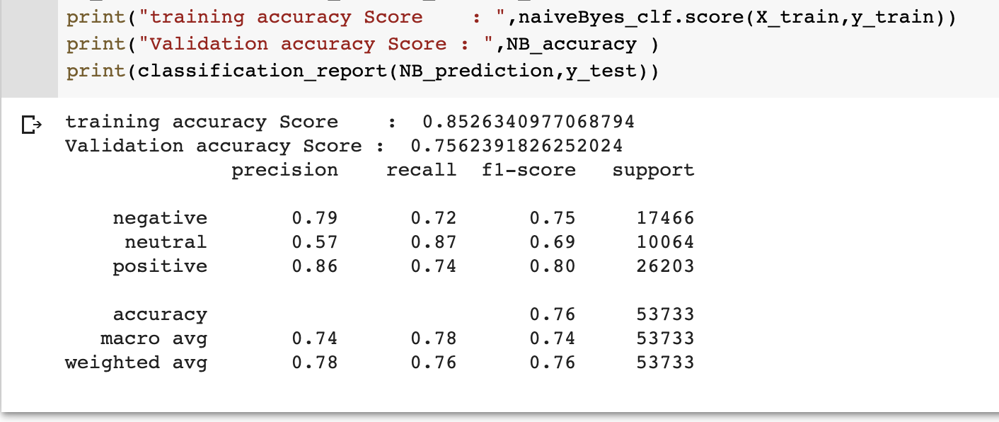 print("training accuracy Score    : ",naiveByes_clf.score(X_train,y_train))
print("Validation accuracy Score : ",NB_accuracy )
print(classification_report(NB_prediction,y_test))
training accuracy Score    :  0.8526340977068794
Validation accuracy Score :  0.7562391826252024
              precision    recall  f1-score   support
    negative       0.79      0.72      0.75     17466
     neutral       0.57      0.87      0.69     10064
    positive       0.86      0.74      0.80     26203
    accuracy                           0.76     53733
   macro avg       0.74      0.78      0.74     53733
weighted avg       0.78      0.76      0.76     53733